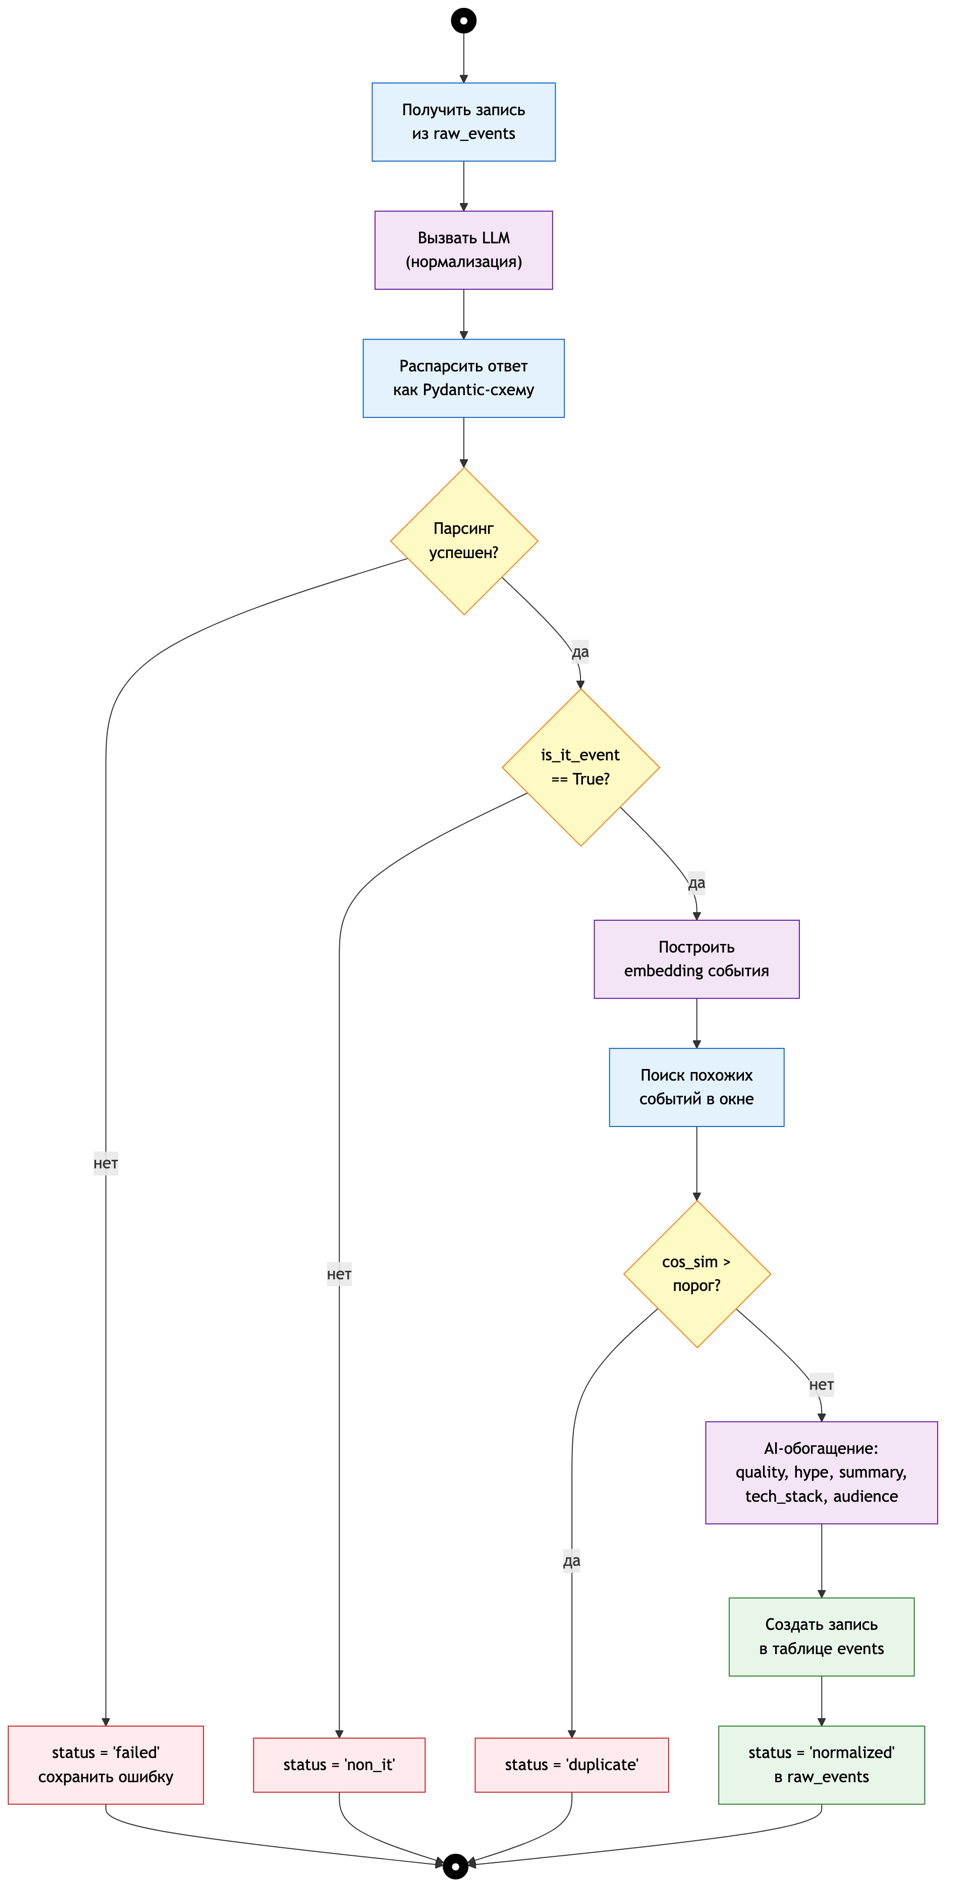 Получить запись
из raw_events
Вызвать LLM
(нормализация)
Распарсить ответ
как Pydantic-схему
Парсинг
успешен?
да
is_it_event
== True?
да
Построить
embedding события
Поиск похожих
событий в окне
нет
cos_sim >
порог?
нет
нет
AI-обогащение:
quality, hype, summary,
tech_stack, audience
да
Создать запись
в таблице events
status = 'failed'
сохранить ошибку
status = 'non_it'
status = 'duplicate'
status = 'normalized'
в raw_events